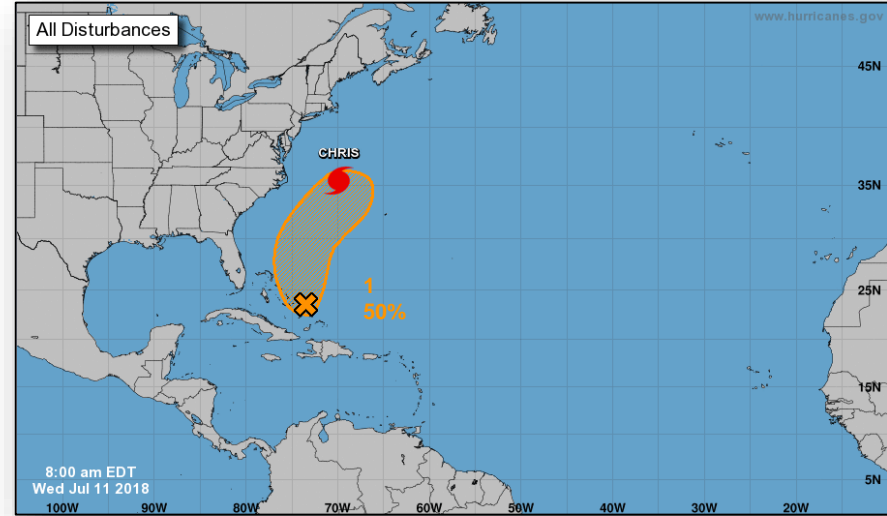 All Disturbances
www.hurricanes.gov
45N
CHRIS
35N
1
50%
25N
15N
8:00 am EDT
Wed Jul 11 2018
5N
100W 90W 80W 70W 60W 50W 40W 30W 20W